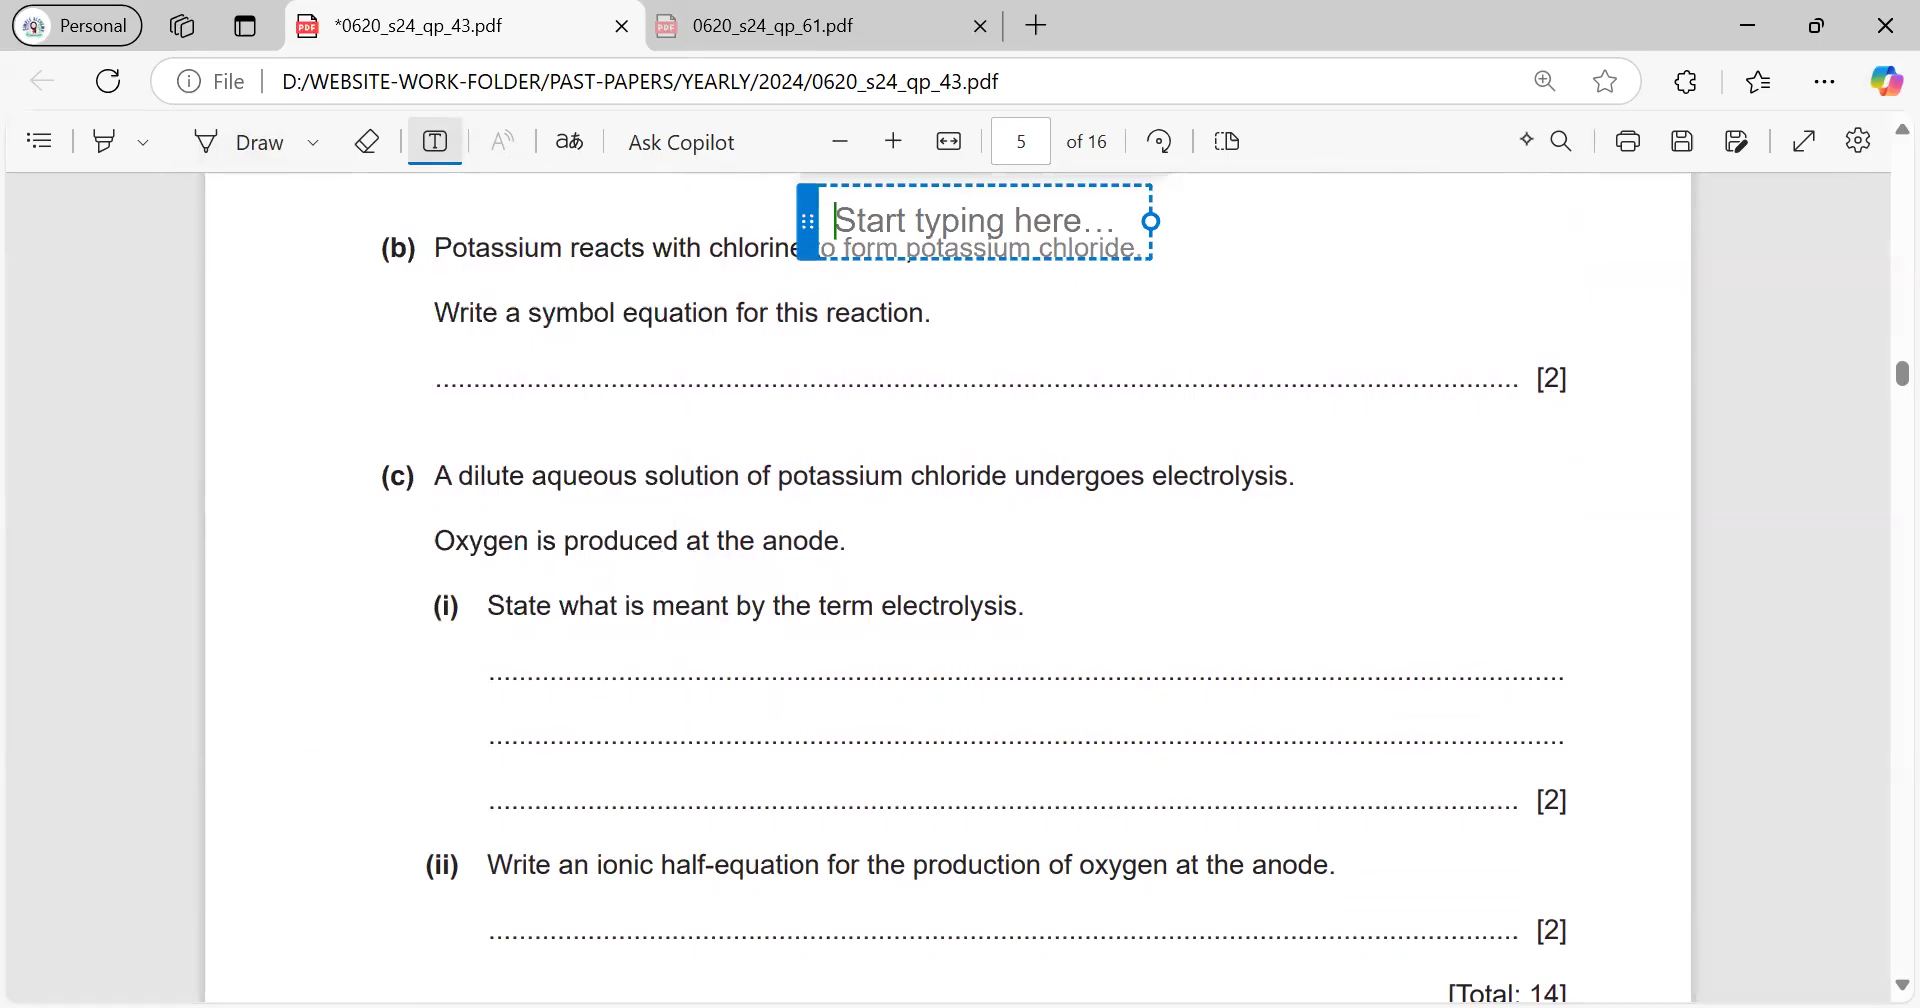 Personal
*0620_s24_qp_43.pdf
0620_s24_qp_61.pdf
File
D:/WEBSITE-WORK-FOLDER/PAST-PAPERS/YEARLY/2024/0620_s24_qp_43.pdf
Draw
Ask Copilot
5 of 16
Start typing here...
(b) Potassium reacts with chlorine to form potassium chloride.
Write a symbol equation for this reaction.
[2]
(c) A dilute aqueous solution of potassium chloride undergoes electrolysis.
Oxygen is produced at the anode.
(i) State what is meant by the term electrolysis.
[2]
(ii) Write an ionic half-equation for the production of oxygen at the anode.
[2]
[Total: 14]